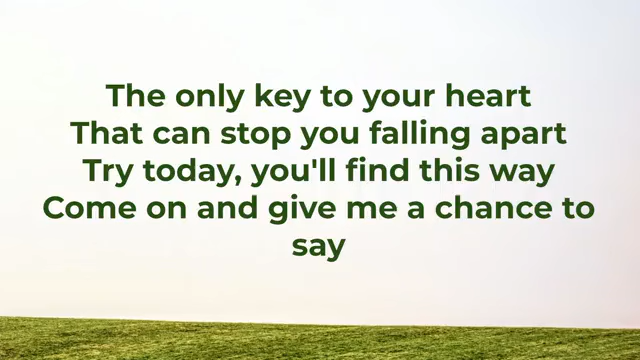 The only key to your heart
That can stop you falling apart
Try today, you'll find this way
Come on and give me a chance to
say